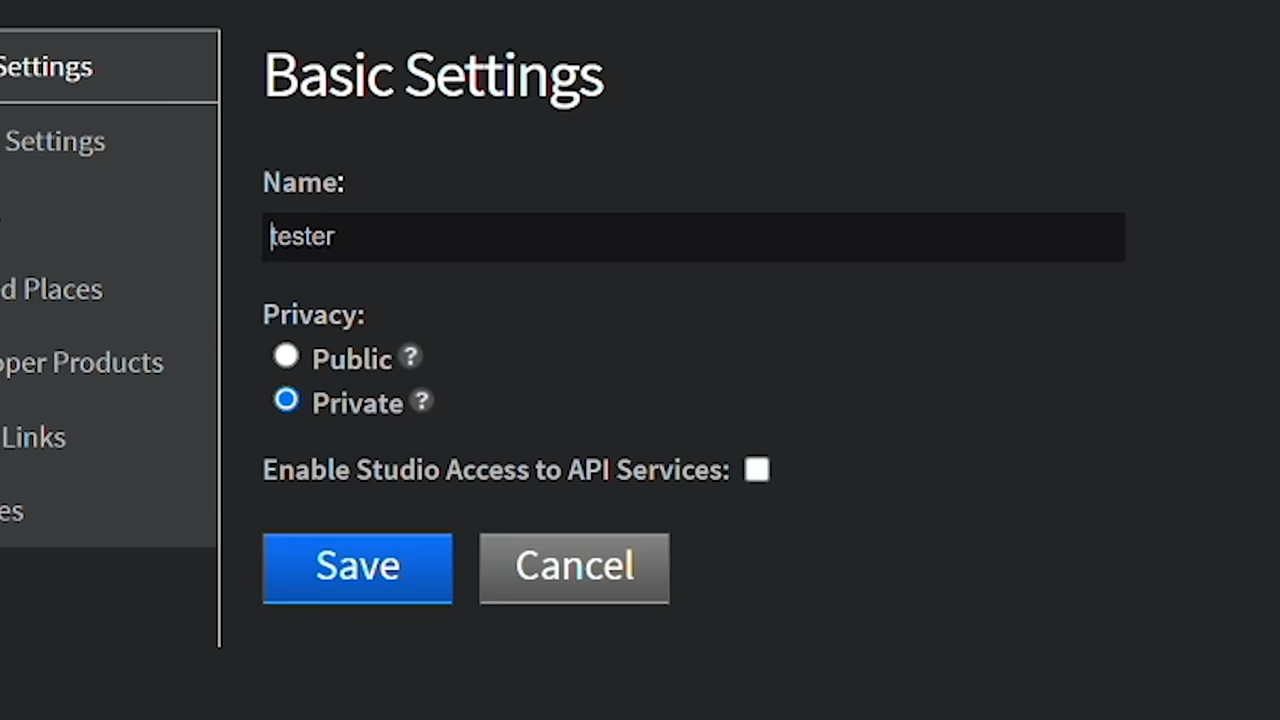 Settings
Settings
d Places
oper Products
Links
es
Basic Settings
Name:
tester
Privacy:
Public ?
Private ?
Enable Studio Access to API Services:
Save
Cancel